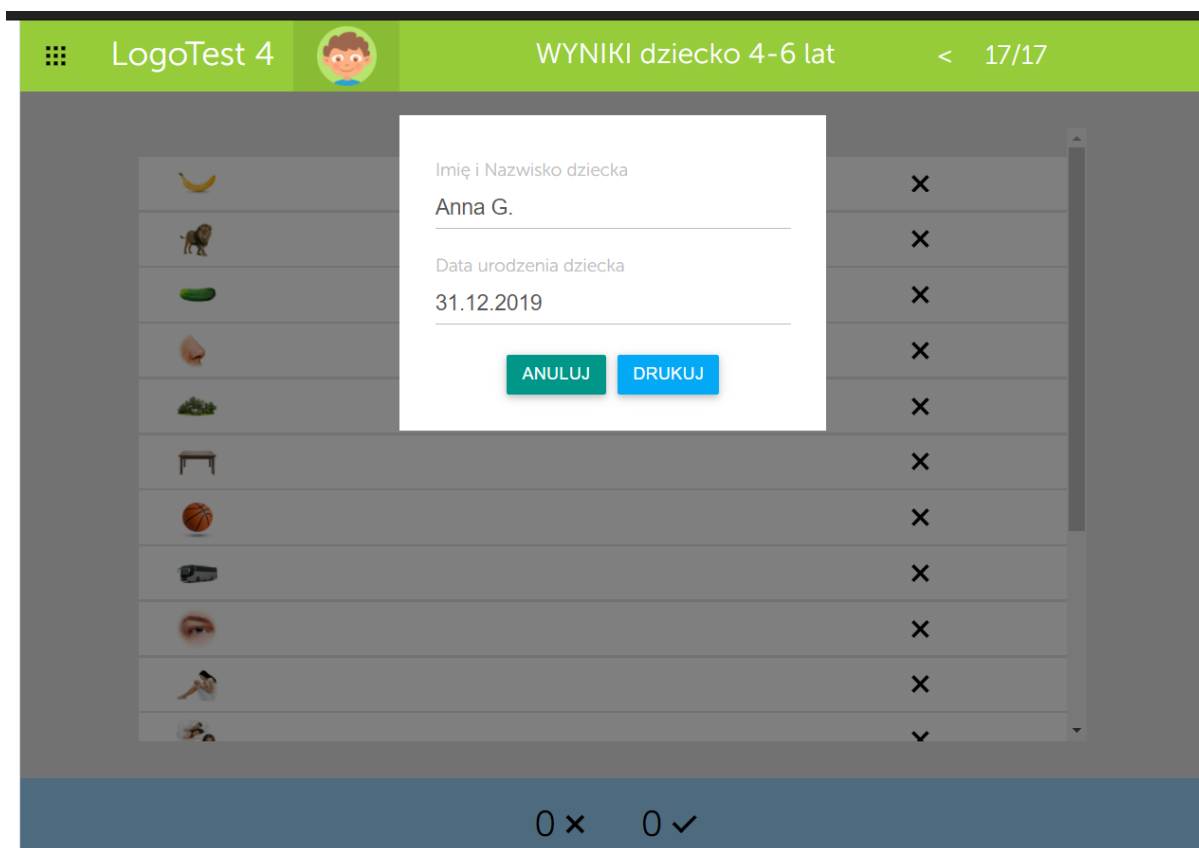 LogoTest 4 WYNIKI dziecko 4-6 lat < 17/17
Imię i Nazwisko dziecka
Anna G.
Data urodzenia dziecka
31.12.2019
ANULUJ DRUKUJ
0 × 0 ✓